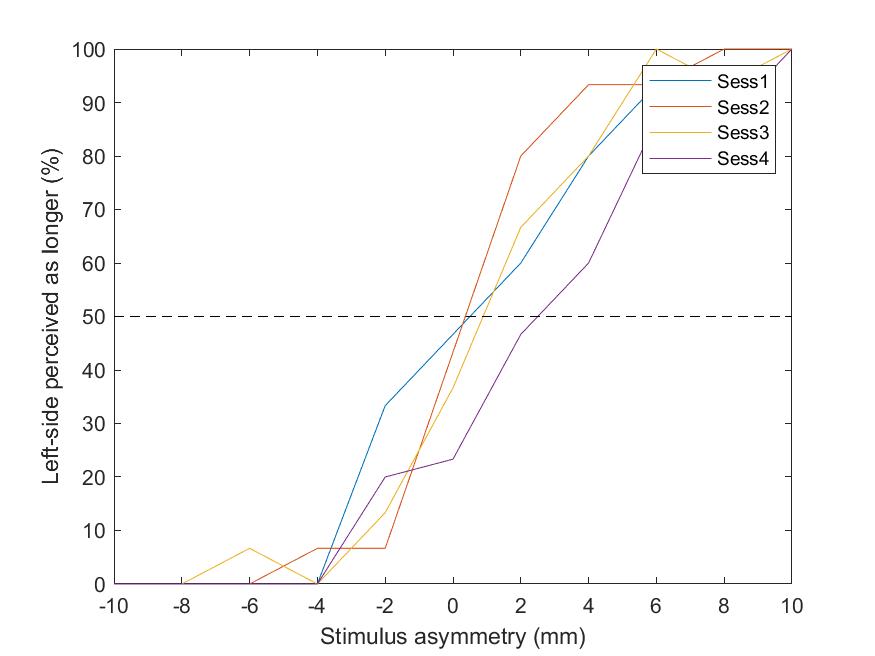 100
90
80
70
60
50
40
30
20
10
0
-10 -8 -6 -4 -2 0 2 4 6 8 10
Left-side perceived as longer (%)
Stimulus asymmetry (mm)
Sess1
Sess2
Sess3
Sess4